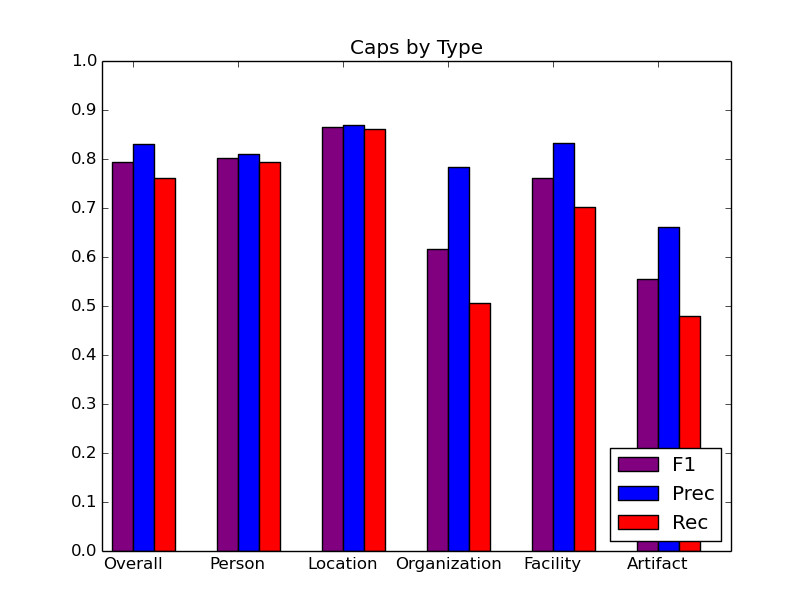 Caps by Type
1.0
0.9
0.8
0.7
0.6
0.5
0.4
0.3
0.2
0.1
0.0
F1
Prec
Rec
Overall Person Location Organization Facility Artifact